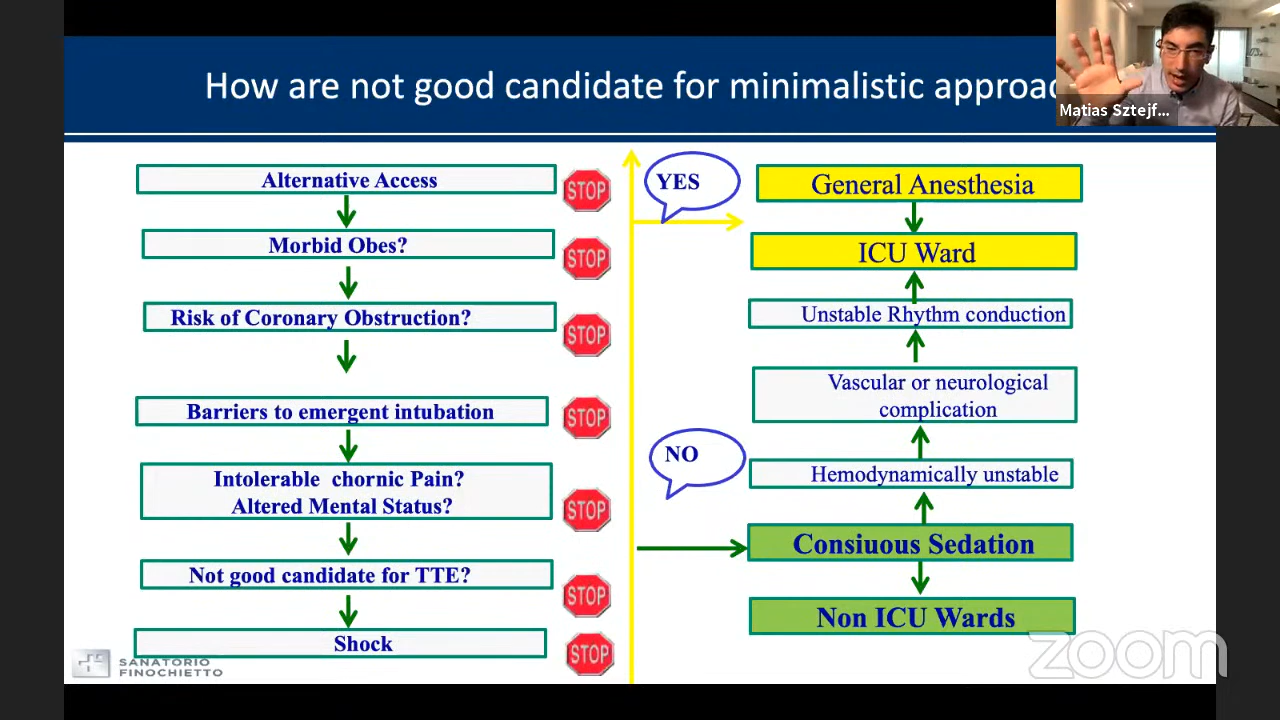 How are not good candidate for minimalistic approac
Matias Sztejf...
Alternative Access
STOP
Morbid Obes?
STOP
Risk of Coronary Obstruction?
STOP
Barriers to emergent intubation
STOP
Intolerable chornic Pain?
Altered Mental Status?
STOP
Not good candidate for TTE?
STOP
Shock
STOP
YES
NO
General Anesthesia
ICU Ward
Unstable Rhythm conduction
Vascular or neurological
complication
Hemodynamically unstable
Consiuous Sedation
Non ICU Wards
SANATORIO
FINOCHIETTO
zoom